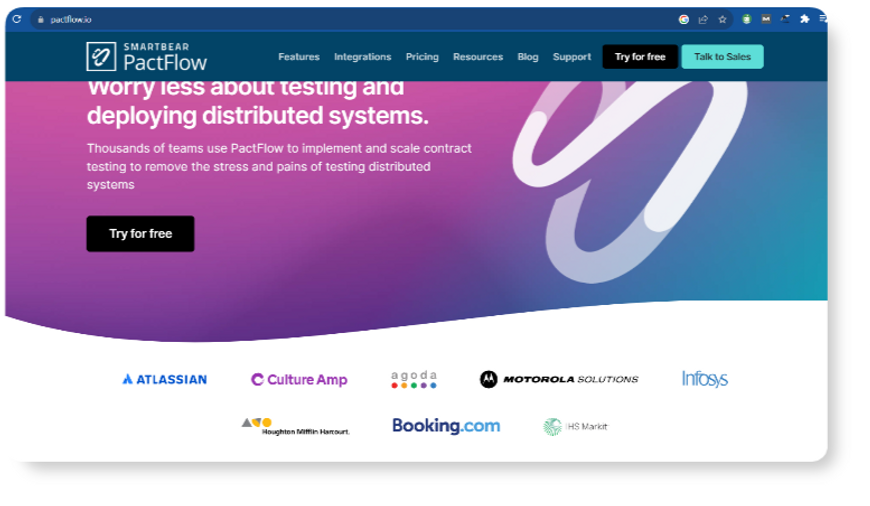 pactflow.io
SMARTBEAR
PactFlow
Features Integrations Pricing Resources Blog Support Try for free Talk to Sales
Worry less about testing and
deploying distributed systems.
Thousands of teams use PactFlow to implement and scale contract
testing to remove the stress and pains of testing distributed
systems
Try for free
ATLASSIAN Culture Amp agoda MOTOROLA SOLUTIONS Infosys
Houghton Mifflin Harcourt. Booking.com IHS Markit